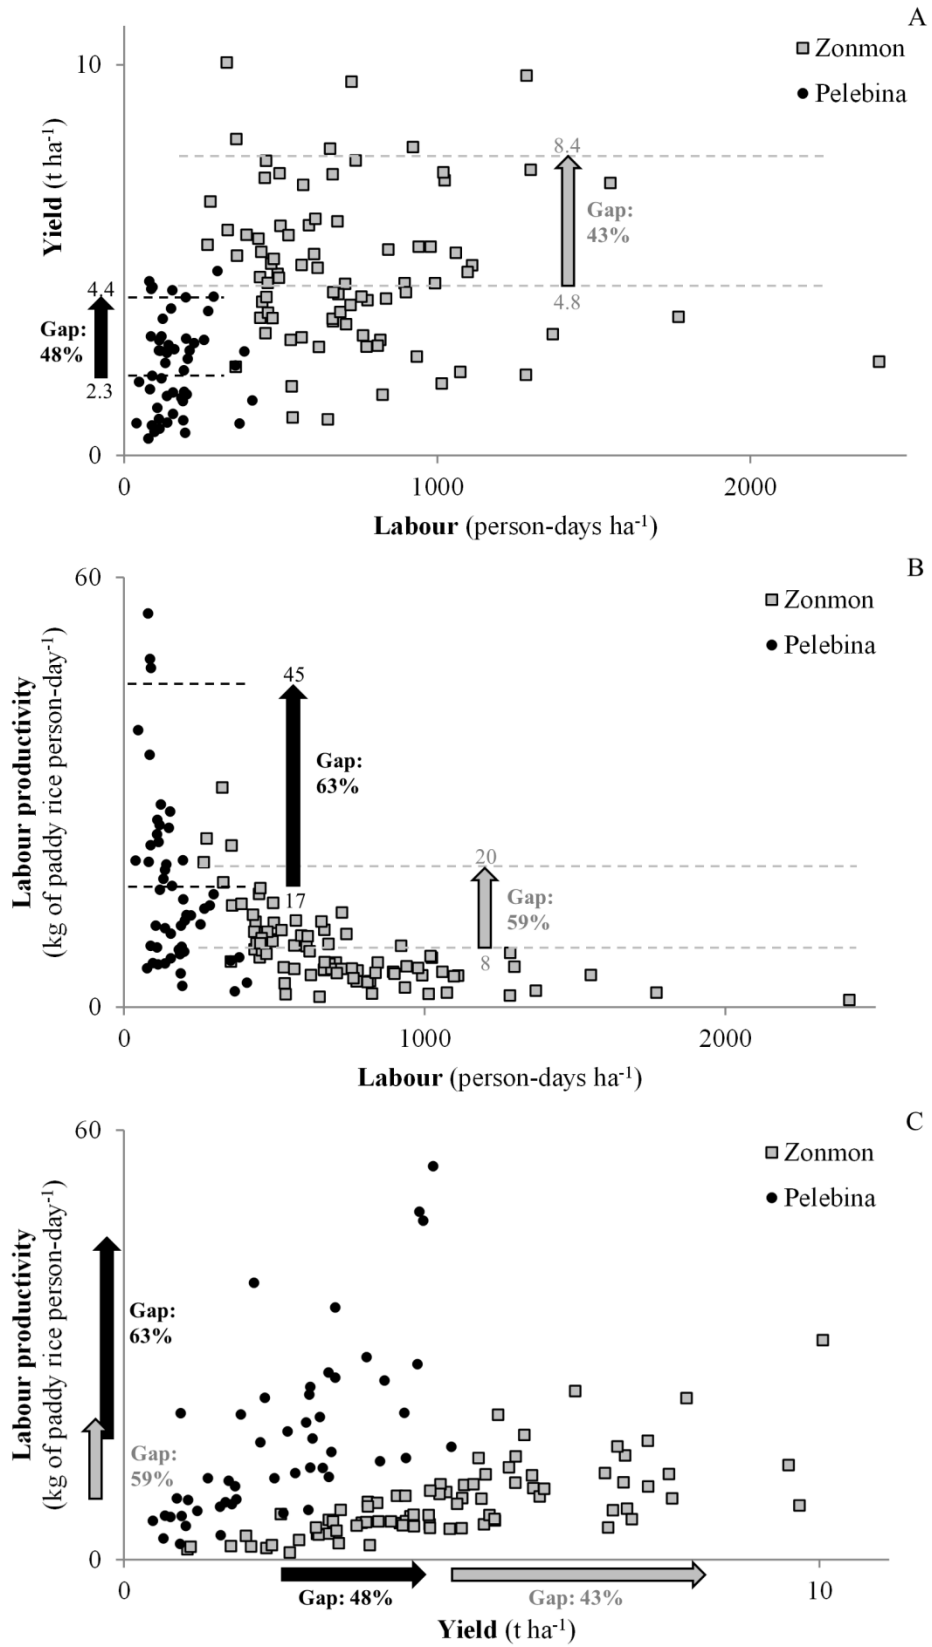 A
Zonmon
Pelebina
10
Yield (t ha⁻¹)
8.4
Gap:
43%
4.8
4.4
Gap:
48%
2.3
0
0 1000 2000
Labour (person-days ha⁻¹)
B
60
Zonmon
Pelebina
Labour productivity
(kg of paddy rice person-day⁻¹)
45
Gap:
63%
17
20
Gap:
59%
8
0
0 1000 2000
Labour (person-days ha⁻¹)
C
60
Zonmon
Pelebina
Labour productivity
(kg of paddy rice person-day⁻¹)
Gap:
63%
Gap:
59%
0
0 10
Gap: 48% Gap: 43%
Yield (t ha⁻¹)